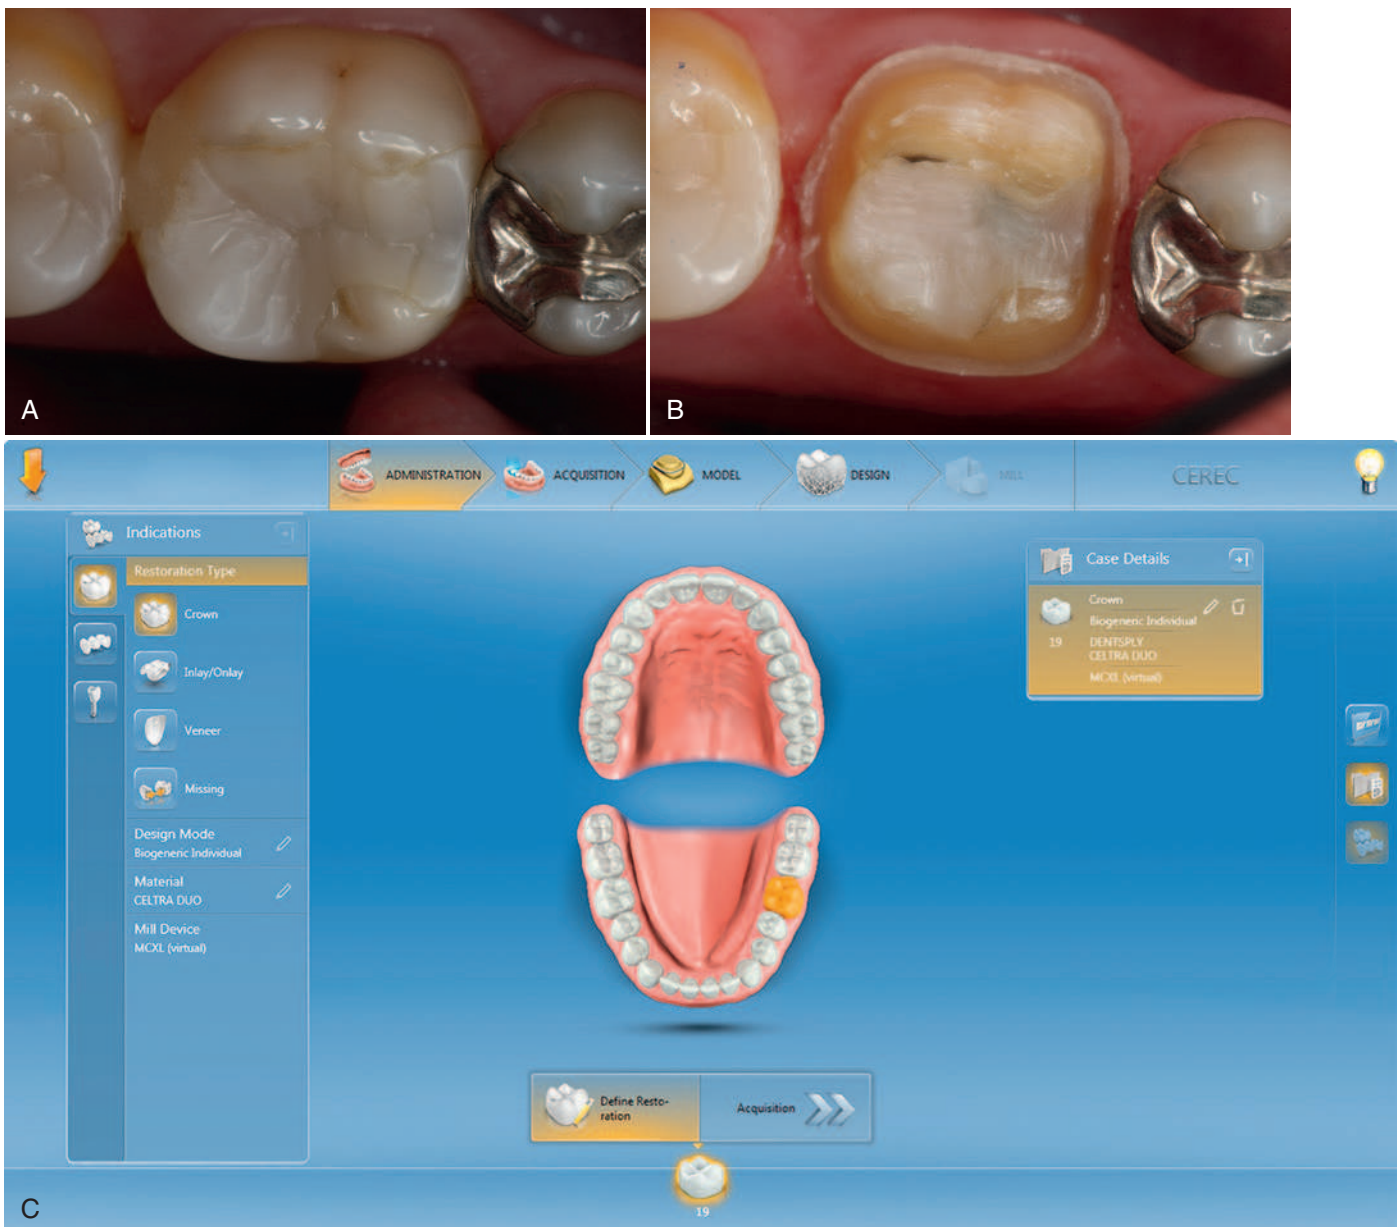 A
B
ADMINISTRATION
ACQUISITION
MODEL
DESIGN
MILL
CEREC
Indications
Restoration Type
Crown
Inlay/Onlay
Veneer
Missing
Design Mode
Biogeneric Individual
Material
CELTRA DUO
Mill Device
MCXL (virtual)
Case Details
Crown
Biogeneric Individual
19
DENTSPLY
CELTRA DUO
MCXL (virtual)
Define Resto-
ration
Acquisition
19
C